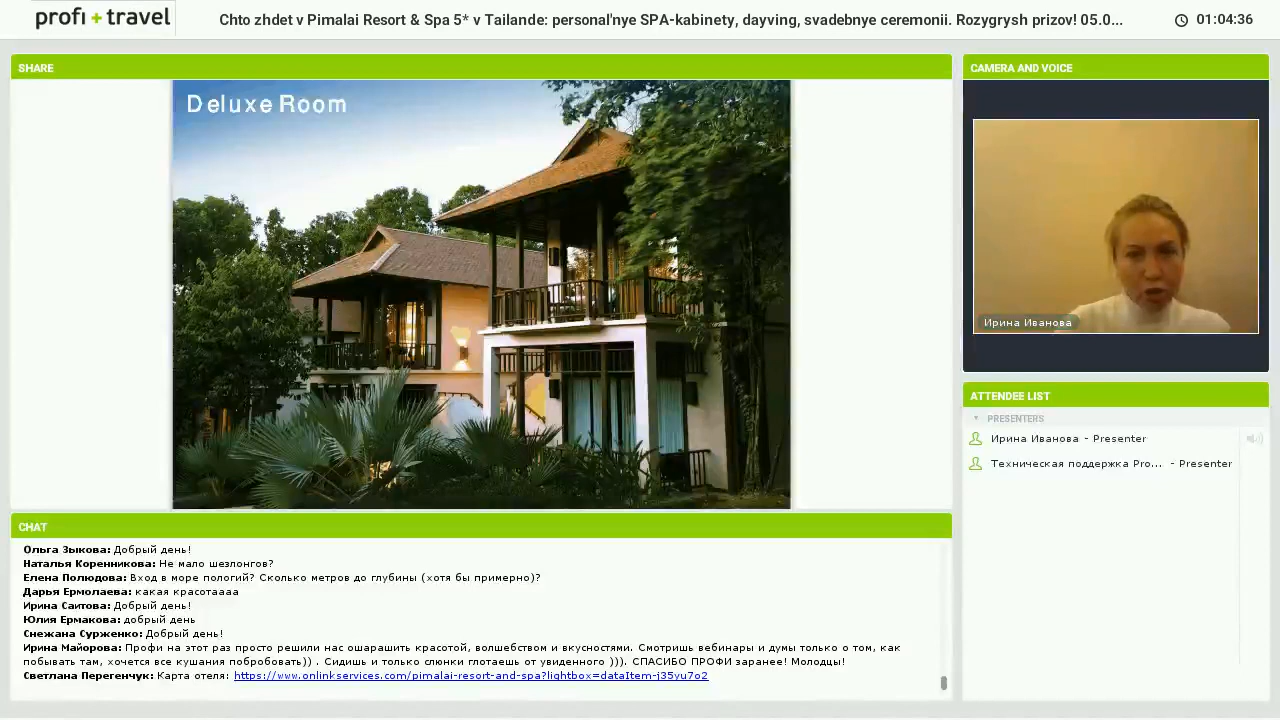 profi + travel
Chto zhdet v Pimalai Resort & Spa 5* v Tailande: personal'nye SPA-kabinety, dayving, svadebnye ceremonii. Rozygrysh prizov! 05.0...
01:04:36
SHARE
Deluxe Room
CAMERA AND VOICE
Ирина Иванова
ATTENDEE LIST
PRESENTERS
Ирина Иванова - Presenter
Техническая поддержка Pro... - Presenter
CHAT
Ольга Зыкова: Добрый день!
Наталья Коренникова: Не мало шезлонгов?
Елена Полюдова: Вход в море пологий? Сколько метров до глубины (хотя бы примерно)?
Дарья Ермолаева: какая красотаааа
Ирина Саитова: Добрый день!
Юлия Ермакова: добрый день
Снежана Сурженко: Добрый день!
Ирина Майорова: Профи на этот раз просто решили нас ошарашить красотой, волшебством и вкусностями. Смотришь вебинары и думы только о том, как
побывать там, хочется все кушания попробовать)) . Сидишь и только слюнки глотаешь от увиденного ))). СПАСИБО ПРОФИ заранее! Молодцы!
Светлана Перегенчук: Карта отеля: https://www.onlinkservices.com/pimalai-resort-and-spa?lightbox=dataItem-j35yu7o2